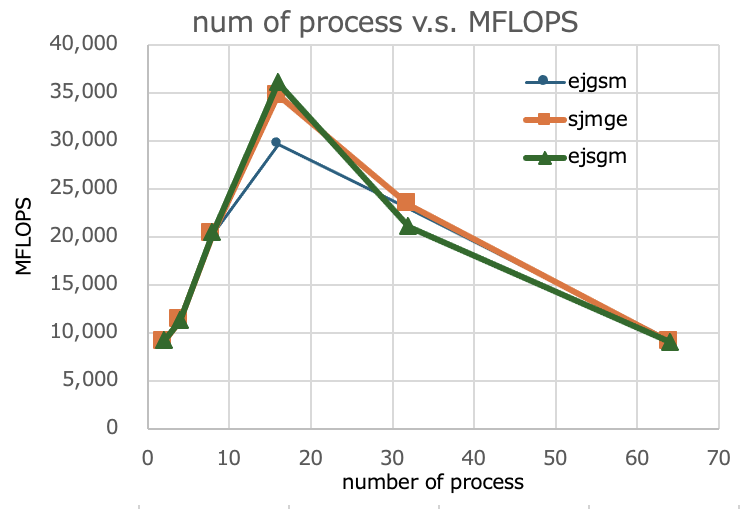 num of process v.s. MFLOPS
40,000
35,000
30,000
25,000
20,000
15,000
10,000
5,000
0
MFLOPS
ejgsm
sjmge
ejsgm
0 10 20 30 40 50 60 70
number of process